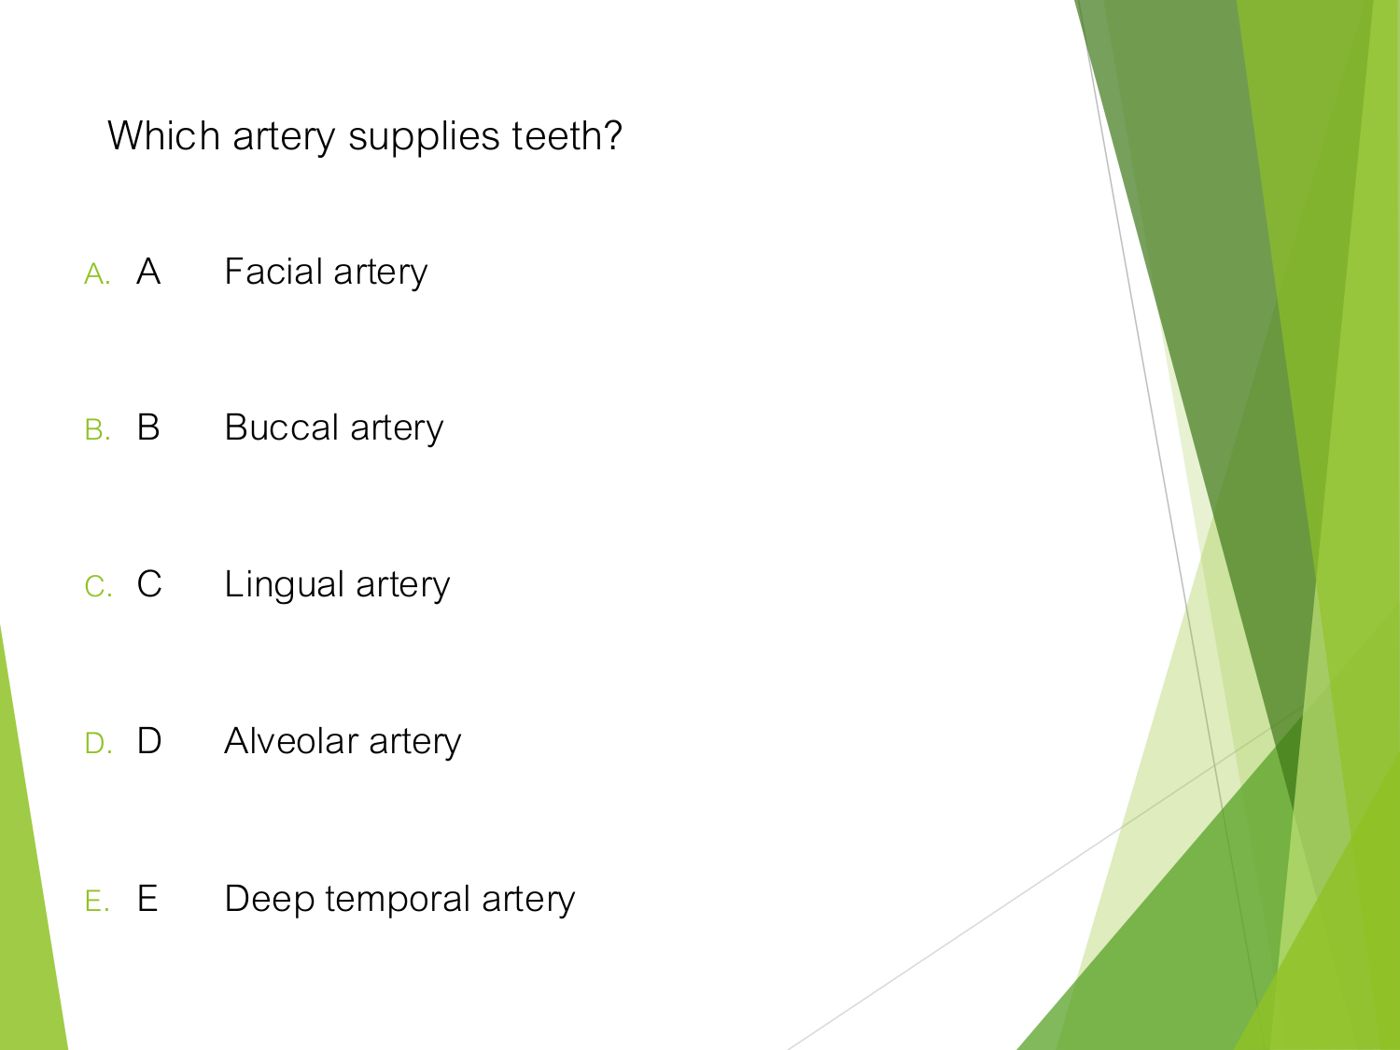 Which artery supplies teeth?
A. A Facial artery
B. B Buccal artery
C. C Lingual artery
D. D Alveolar artery
E. E Deep temporal artery